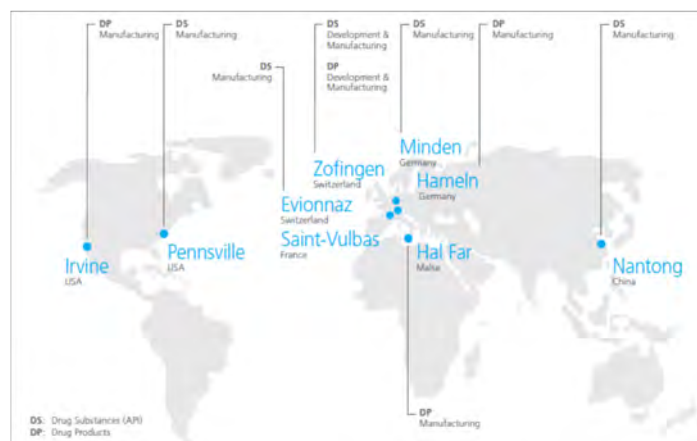 DP
Manufacturing
DS
Manufacturing
DS
Manufacturing
DS
Development &
Manufacturing
DP
Development &
Manufacturing
DS
Manufacturing
DP
Manufacturing
DS
Manufacturing
Minden
Germany
Zofingen
Switzerland
Hameln
Germany
Evionnaz
Switzerland
Saint-Vulbas
France
Hal Far
Malta
Irvine
USA
Pennsville
USA
Nantong
China
DP
Manufacturing
DS: Drug Substances (API)
DP: Drug Products